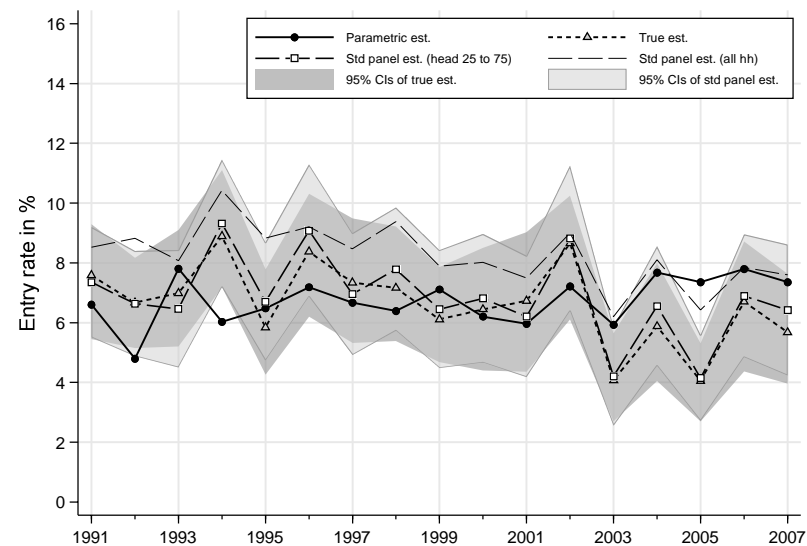 16
14
12
10
8
6
4
2
0
Entry rate in %
Parametric est.
True est.
Std panel est. (head 25 to 75)
Std panel est. (all hh)
95% CIs of true est.
95% CIs of std panel est.
1991 1993 1995 1997 1999 2001 2003 2005 2007